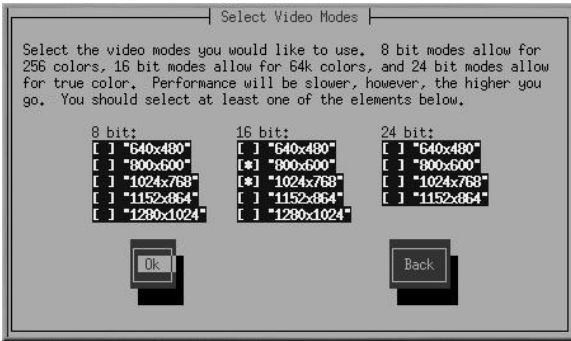 Select Video Modes
Select the video modes you would like to use.  8 bit modes allow for
256 colors, 16 bit modes allow for 64k colors, and 24 bit modes allow
for true color.  Performance will be slower, however, the higher you
go.  You should select at least one of the elements below.
8 bit: 16 bit: 24 bit:
[ ] "640x480" [ ] "640x480" [ ] "640x480"
[ ] "800x600" [*] "800x600" [ ] "800x600"
[ ] "1024x768" [*] "1024x768" [ ] "1024x768"
[ ] "1152x864" [ ] "1152x864" [ ] "1152x864"
[ ] "1280x1024" [ ] "1280x1024"
Ok Back